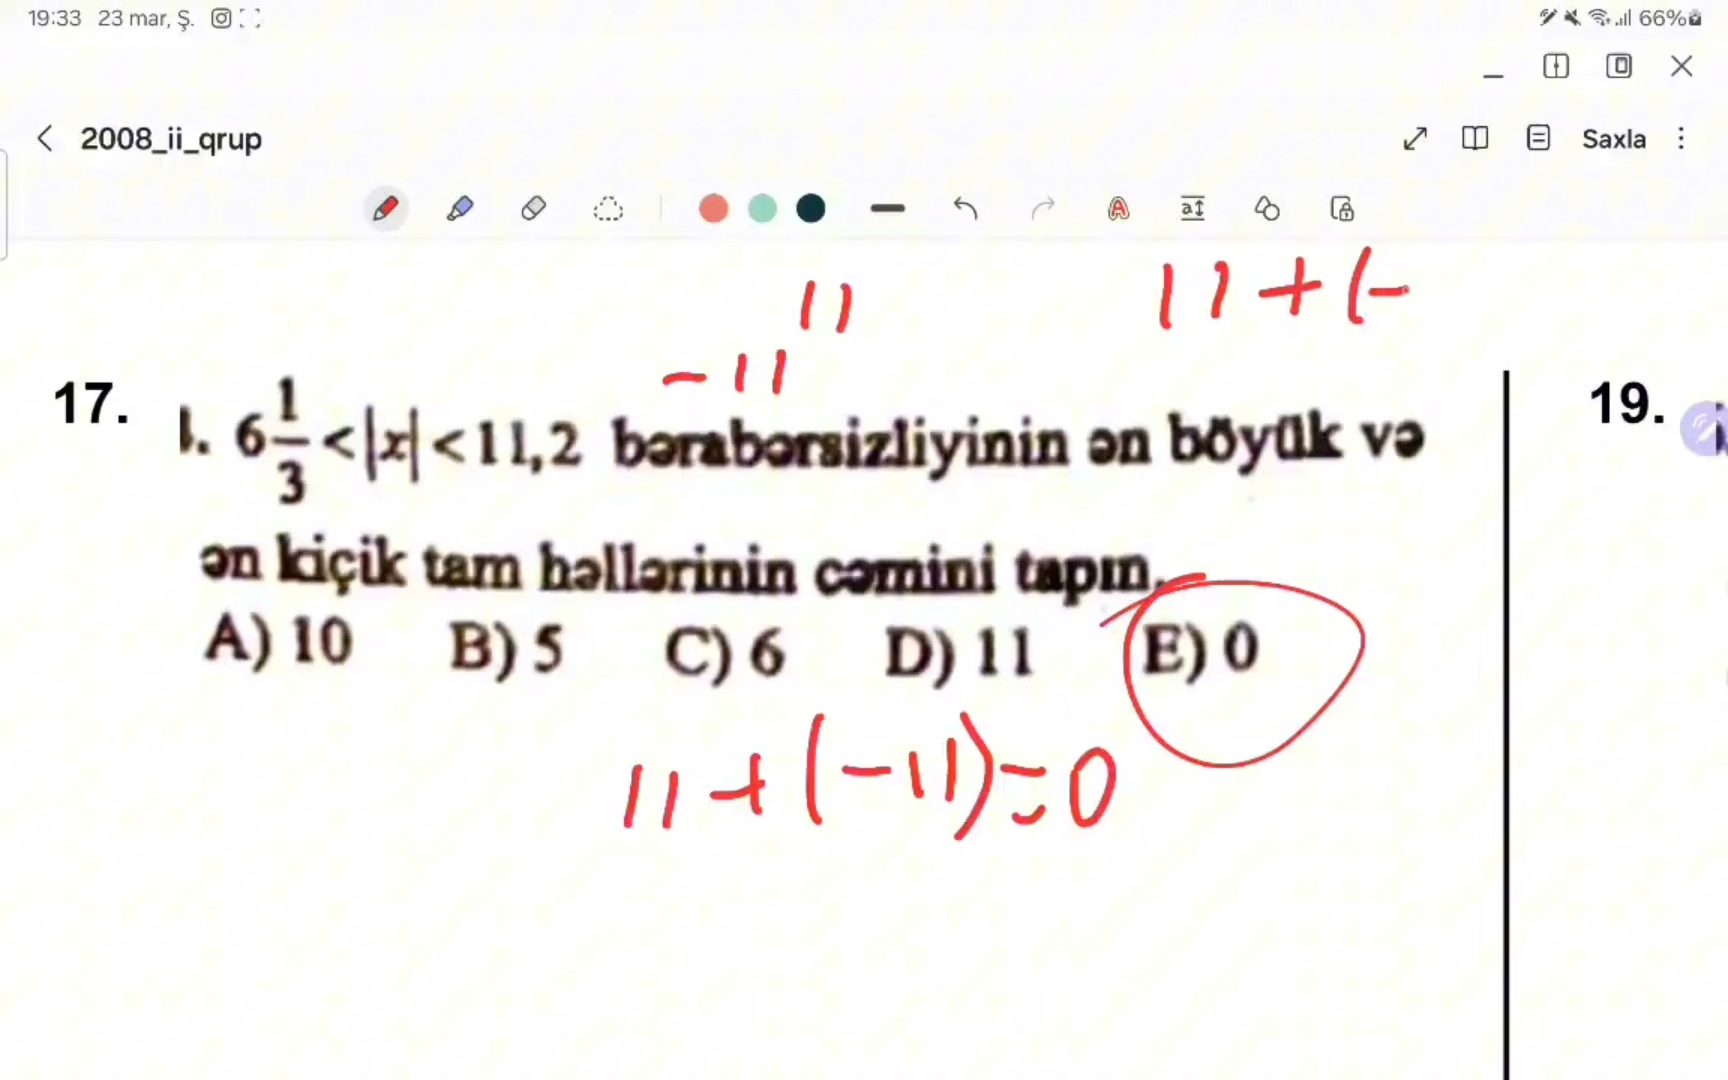 19:33 23 mar, Ş. 66%
2008_ii_qrup Saxla
11 11 + (-
-11
17. 1. 6 1/3 < |x| < 11,2 bərabərsizliyinin ən böyük və 19.
ən kiçik tam həllərinin cəmini tapın.
A) 10 B) 5 C) 6 D) 11 E) 0
11 + (-11) = 0